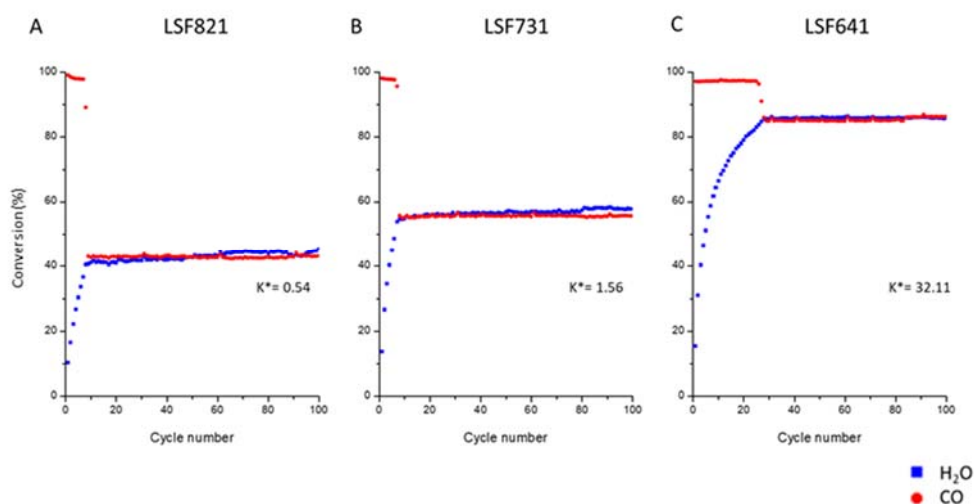 A LSF821
B LSF731
C LSF641
Conversion(%)
100
80
60
40
20
0
K*= 0.54
0 20 40 60 80 100
Cycle number
100
80
60
40
20
0
K*= 1.56
0 20 40 60 80 100
Cycle number
100
80
60
40
20
0
K*= 32.11
0 20 40 60 80 100
Cycle number
H₂O
CO